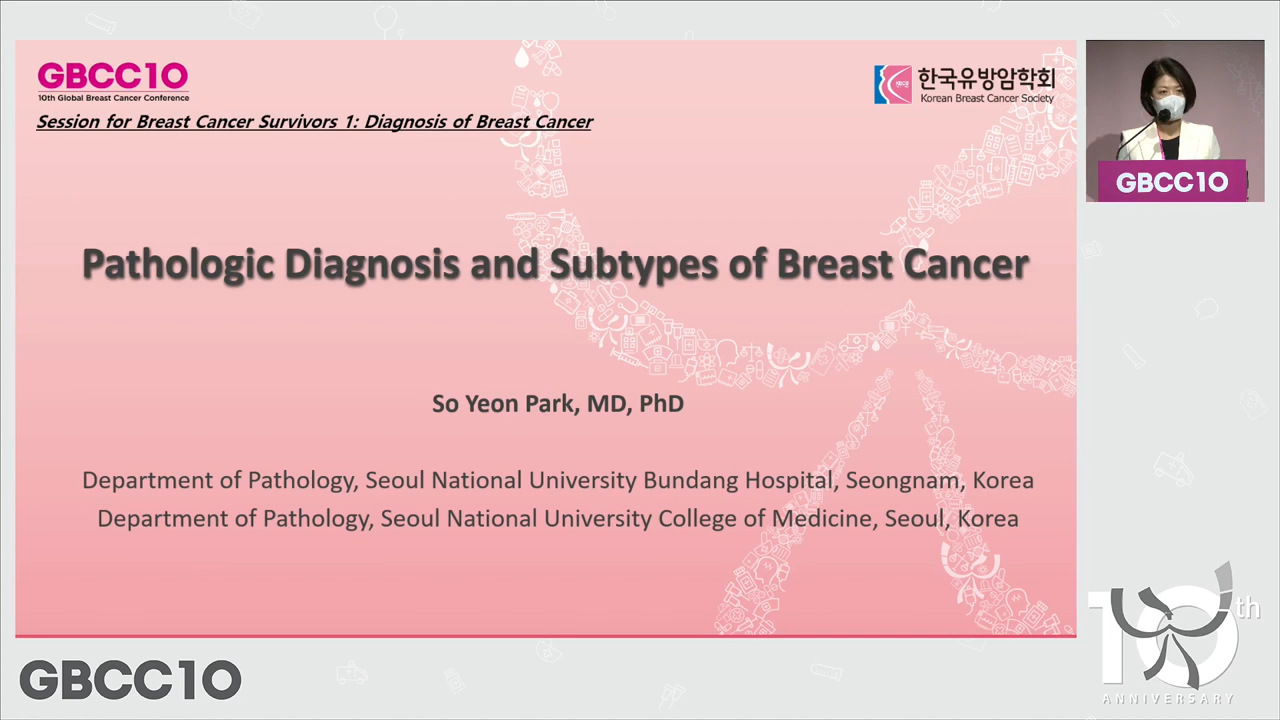 GBCC10
10th Global Breast Cancer Conference
한국유방암학회
Korean Breast Cancer Society
Session for Breast Cancer Survivors 1: Diagnosis of Breast Cancer
Pathologic Diagnosis and Subtypes of Breast Cancer
So Yeon Park, MD, PhD
Department of Pathology, Seoul National University Bundang Hospital, Seongnam, Korea
Department of Pathology, Seoul National University College of Medicine, Seoul, Korea
GBCC10
GBCC10
10th
ANNIVERSARY